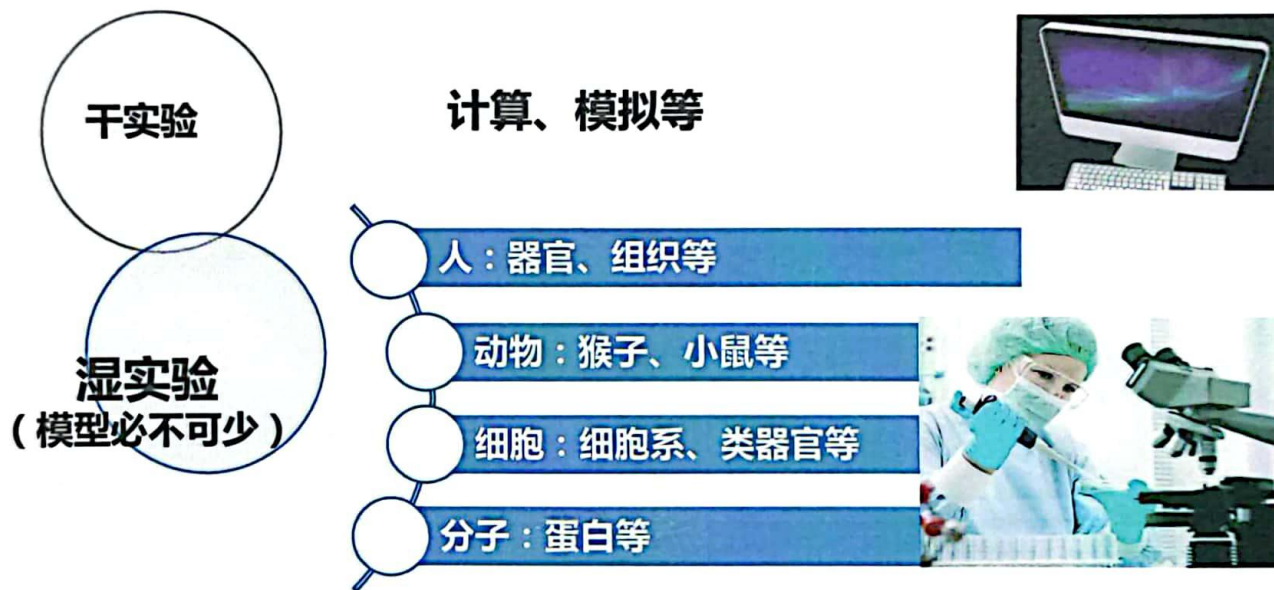 干实验
计算、模拟等
湿实验
（模型必不可少）
人：器官、组织等
动物：猴子、小鼠等
细胞：细胞系、类器官等
分子：蛋白等